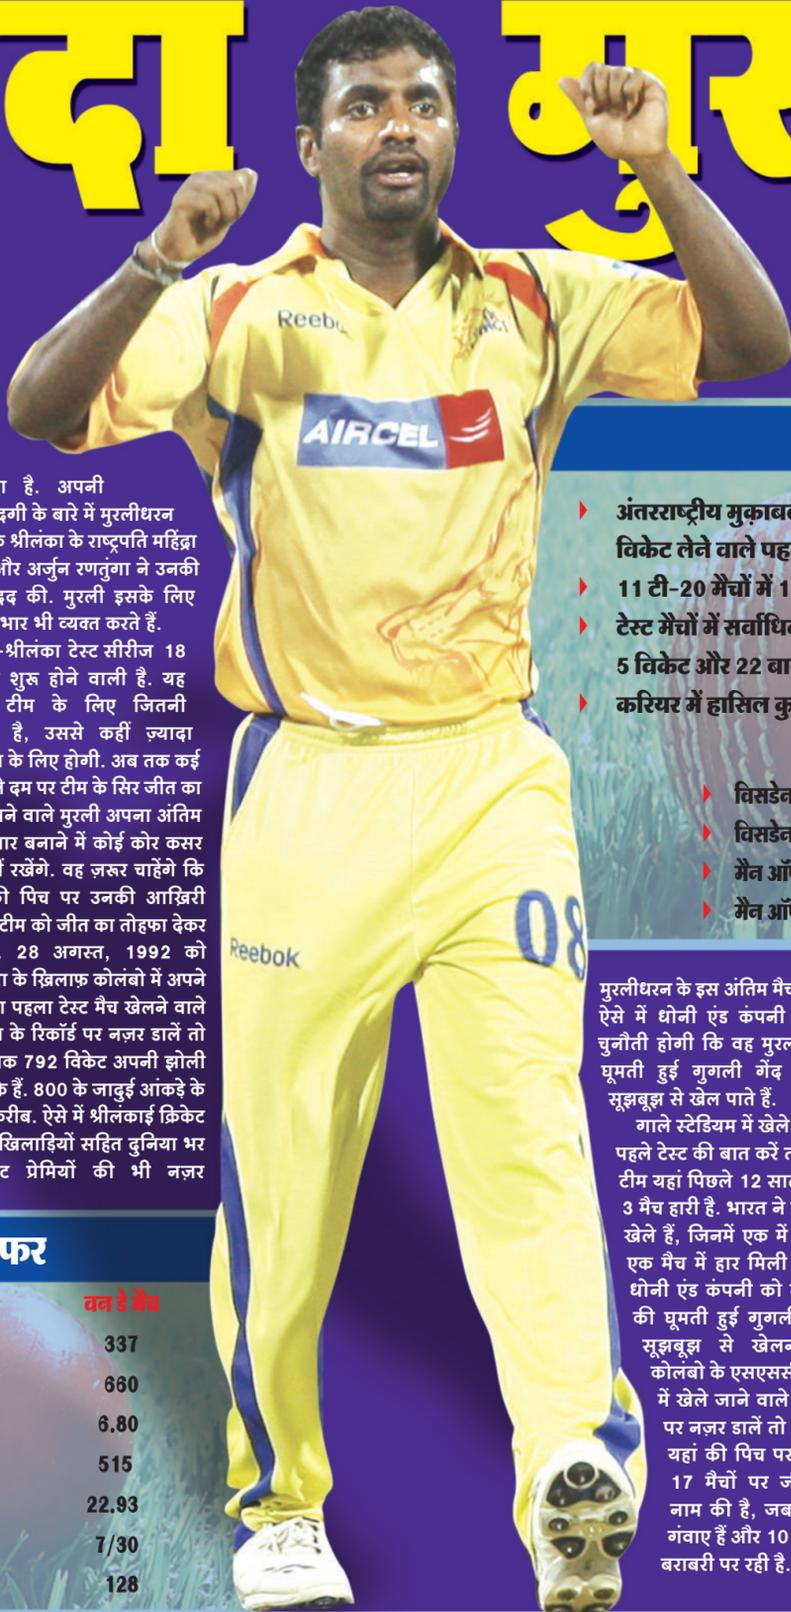 दा मुर
Reeb
AIRCEL
है. अपनी
के बारे में मुरलीधरन
श्रीलंका के राष्ट्रपति महिंद्रा
और अर्जुन रणतुंगा ने उनकी
की. मुरली इसके लिए
भार भी व्यक्त करते हैं.
-श्रीलंका टेस्ट सीरीज 18
शुरू होने वाली है. यह
टीम के लिए जितनी
है, उससे कहीं ज़्यादा
के लिए होगी. अब तक कई
दम पर टीम के सिर जीत का
ने वाले मुरली अपना अंतिम
ार बनाने में कोई कोर कसर
रखेंगे. वह ज़रूर चाहेंगे कि
की पिच पर उनकी आख़िरी
टीम को जीत का तोहफा देकर
28 अगस्त, 1992 को
के ख़िलाफ़ कोलंबो में अपने
पहला टेस्ट मैच खेलने वाले
के रिकॉर्ड पर नज़र डालें तो
क 792 विकेट अपनी झोली
हैं. 800 के जादुई आंकड़े के
करीब. ऐसे में श्रीलंकाई क्रिकेट
खिलाड़ियों सहित दुनिया भर
ट प्रेमियों की भी नज़र
फर
वन डे मैच
337
660
6.80
515
22.93
7/30
128
Reebok
08
अंतरराष्ट्रीय मुक़ाब
विकेट लेने वाले पह
11 टी-20 मैचों में 1
टेस्ट मैचों में सर्वाधि
5 विकेट और 22 बा
करियर में हासिल कु
विसडेन
विसडेन
मैन ऑ
मैन ऑ
मुरलीधरन के इस अंतिम मैच
ऐसे में धोनी एंड कंपनी
चुनौती होगी कि वह मुरल
घूमती हुई गुगली गेंद
सूझबूझ से खेल पाते हैं.
गाले स्टेडियम में खेले
पहले टेस्ट की बात करें त
टीम यहां पिछले 12 सा
3 मैच हारी है. भारत ने
खेले हैं, जिनमें एक में
एक मैच में हार मिली
धोनी एंड कंपनी को
की घूमती हुई गुगल
सूझबूझ से खेलन
कोलंबो के एसएसस
में खेले जाने वाले
पर नज़र डालें तो
यहां की पिच पर
17 मैचों पर ज
नाम की है, जब
गंवाए हैं और 10
बराबरी पर रही है.